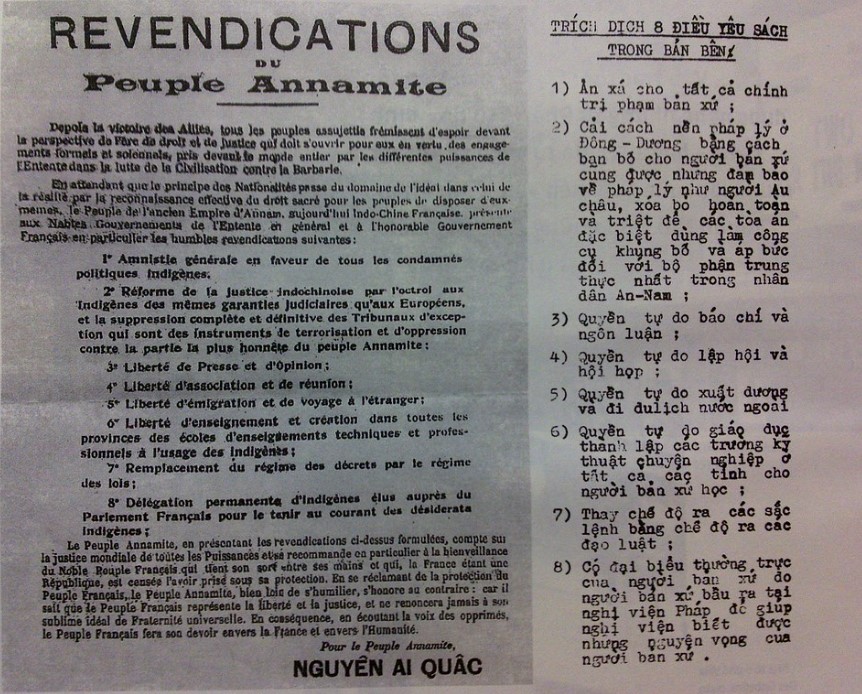 REVENDICATIONS
DU
Peuple Annamite
Depuis la victoire des Alliés, tous les peuples assujettis frémissent d'espoir devant
la perspective de l'ère de droit et de justice qui doit s'ouvrir pour eux en vertu des engage-
ments formels et solennels, pris devant le monde entier par les différentes puissances de
l'Entente dans la lutte de la Civilisation contre la Barbarie.
En attendant que le principe des Nationalités passe du domaine de l'idéal dans celui de
la réalité par la reconnaissance effective du droit sacré pour les peuples de disposer d'eux-
mêmes, le Peuple de l'ancien Empire d'Annam, aujourd'hui Indo-Chine Française, présente
aux Nobles Gouvernements de l'Entente en général et à l'honorable Gouvernement
Français en particulier les humbles revendications suivantes :
1° Amnistie générale en faveur de tous les condamnés
politiques indigènes.
2° Réforme de la justice indochinoise par l'octroi aux
Indigènes des mêmes garanties judiciaires qu'aux Européens,
et la suppression complète et définitive des Tribunaux d'excep-
tion qui sont des instruments de terrorisation et d'oppression
contre la partie la plus honnête du peuple Annamite ;
3° Liberté de Presse et d'Opinion ;
4° Liberté d'association et de réunion ;
5° Liberté d'émigration et de voyage à l'étranger ;
6° Liberté d'enseignement et création dans toutes les
provinces des écoles d'enseignements techniques et profes-
sionnels à l'usage des indigènes ;
7° Remplacement du régime des décrets par le régime
des lois ;
8° Délégation permanente d'indigènes élus auprès du
Parlement Français pour le tenir au courant des désiderata
indigènes ;
Le Peuple Annamite, en présentant les revendications ci-dessus formulées, compte sur
la justice mondiale de toutes les Puissances et se recommande en particulier à la bienveillance
du Noble Peuple Français qui tient son sort entre ses mains et qui, la France étant une
République, est censée l'avoir prise sous sa protection. En se réclamant de la protection du
Peuple Français, le Peuple Annamite, bien loin de s'humilier, s'honore au contraire : car il
sait que le Peuple Français représente la liberté et la justice, et ne renoncera jamais à son
sublime idéal de Fraternité universelle. En conséquence, en écoutant la voix des opprimés,
le Peuple Français fera son devoir envers la France et envers l'Humanité.
Pour le Peuple Annamite,
NGUYÊN AI QUÂC
TRÍCH DỊCH 8 ĐIỀU YÊU SÁCH
TRONG BẢN BÊN:
1) Ân xá cho tất cả chính
trị phạm bản xứ ;
2) Cải cách nền pháp lý ở
Đông - Dương bằng cách
ban bố cho người bản xứ
cũng được những đảm bảo
về pháp lý như người Âu
châu, xóa bỏ hoàn toàn
và triệt để các tòa án
đặc biệt dùng làm công
cụ khủng bố và áp bức
đối với bộ phận trung
thực nhất trong nhân
dân An-Nam ;
3) Quyền tự do báo chí và
ngôn luận ;
4) Quyền tự do lập hội và
hội họp ;
5) Quyền tự do xuất dương
và đi du lịch nước ngoài
6) Quyền tự do giáo dục
thành lập các trường kỹ
thuật chuyên nghiệp ở
tất cả các tỉnh cho
người bản xứ học ;
7) Thay chế độ ra các sắc
lệnh bằng chế độ ra các
đạo luật ;
8) Có đại biểu thường trực
của người bản xứ do
người bản xứ bầu ra tại
nghị viện Pháp để giúp
nghị viện biết được
những nguyện vọng của
người bản xứ .